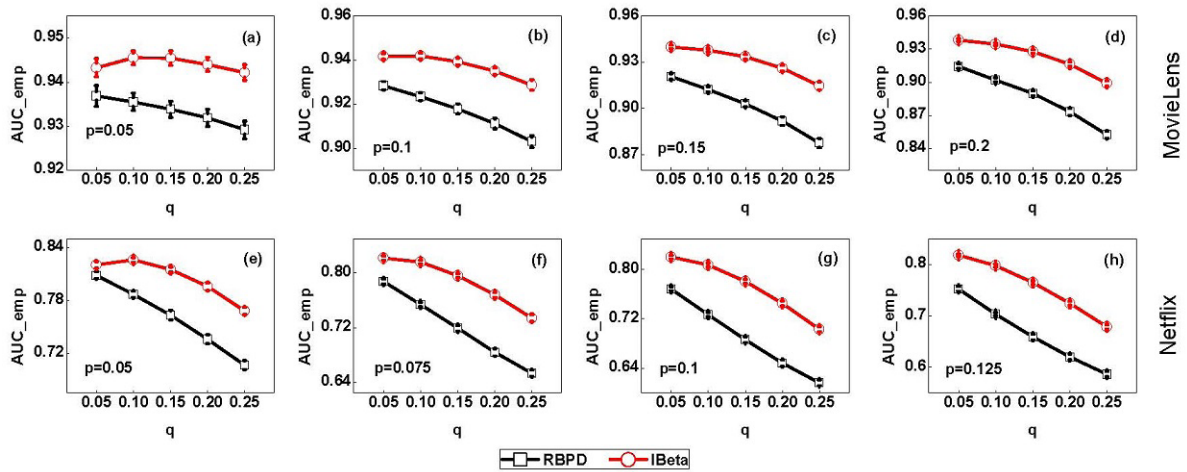 0.95
0.94
0.93
0.92
AUC_emp
(a)
p=0.05
0.05 0.10 0.15 0.20 0.25
q
0.96
0.94
0.92
0.90
AUC_emp
(b)
p=0.1
0.05 0.10 0.15 0.20 0.25
q
0.96
0.93
0.90
0.87
AUC_emp
(c)
p=0.15
0.05 0.10 0.15 0.20 0.25
q
0.96
0.93
0.90
0.84
AUC_emp
(d)
p=0.2
0.05 0.10 0.15 0.20 0.25
q
MovieLens
0.84
0.78
0.72
AUC_emp
(e)
p=0.05
0.05 0.10 0.15 0.20 0.25
q
0.80
0.72
0.64
AUC_emp
(f)
p=0.075
0.05 0.10 0.15 0.20 0.25
q
0.80
0.72
0.64
AUC_emp
(g)
p=0.1
0.05 0.10 0.15 0.20 0.25
q
0.8
0.7
0.6
AUC_emp
(h)
p=0.125
0.05 0.10 0.15 0.20 0.25
q
Netflix
RBPD IBeta